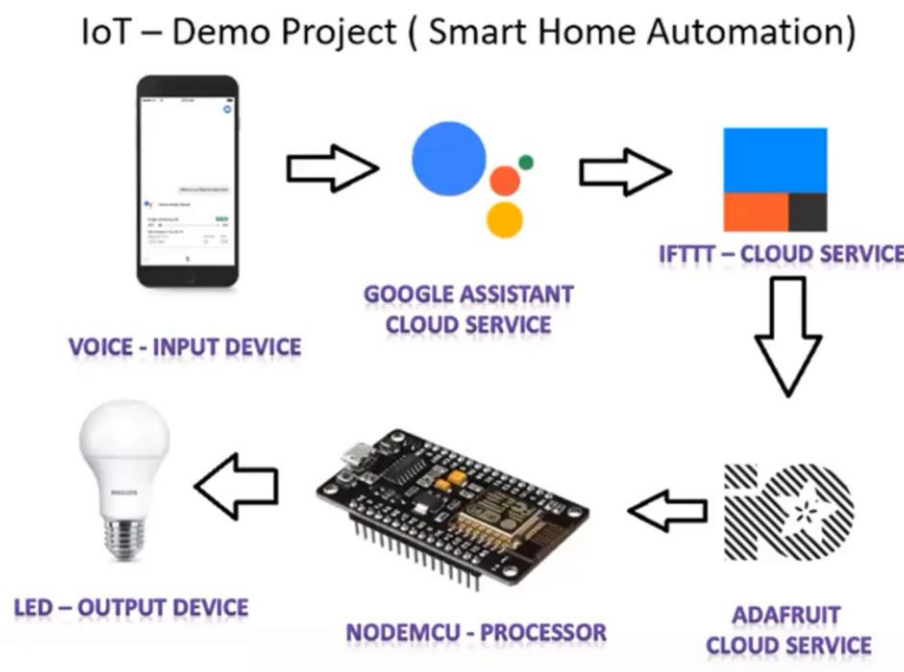 IoT – Demo Project ( Smart Home Automation)
IFTTT – CLOUD SERVICE
GOOGLE ASSISTANT
CLOUD SERVICE
VOICE - INPUT DEVICE
PHILIPS
LED – OUTPUT DEVICE
NODEMCU - PROCESSOR
ADAFRUIT
CLOUD SERVICE